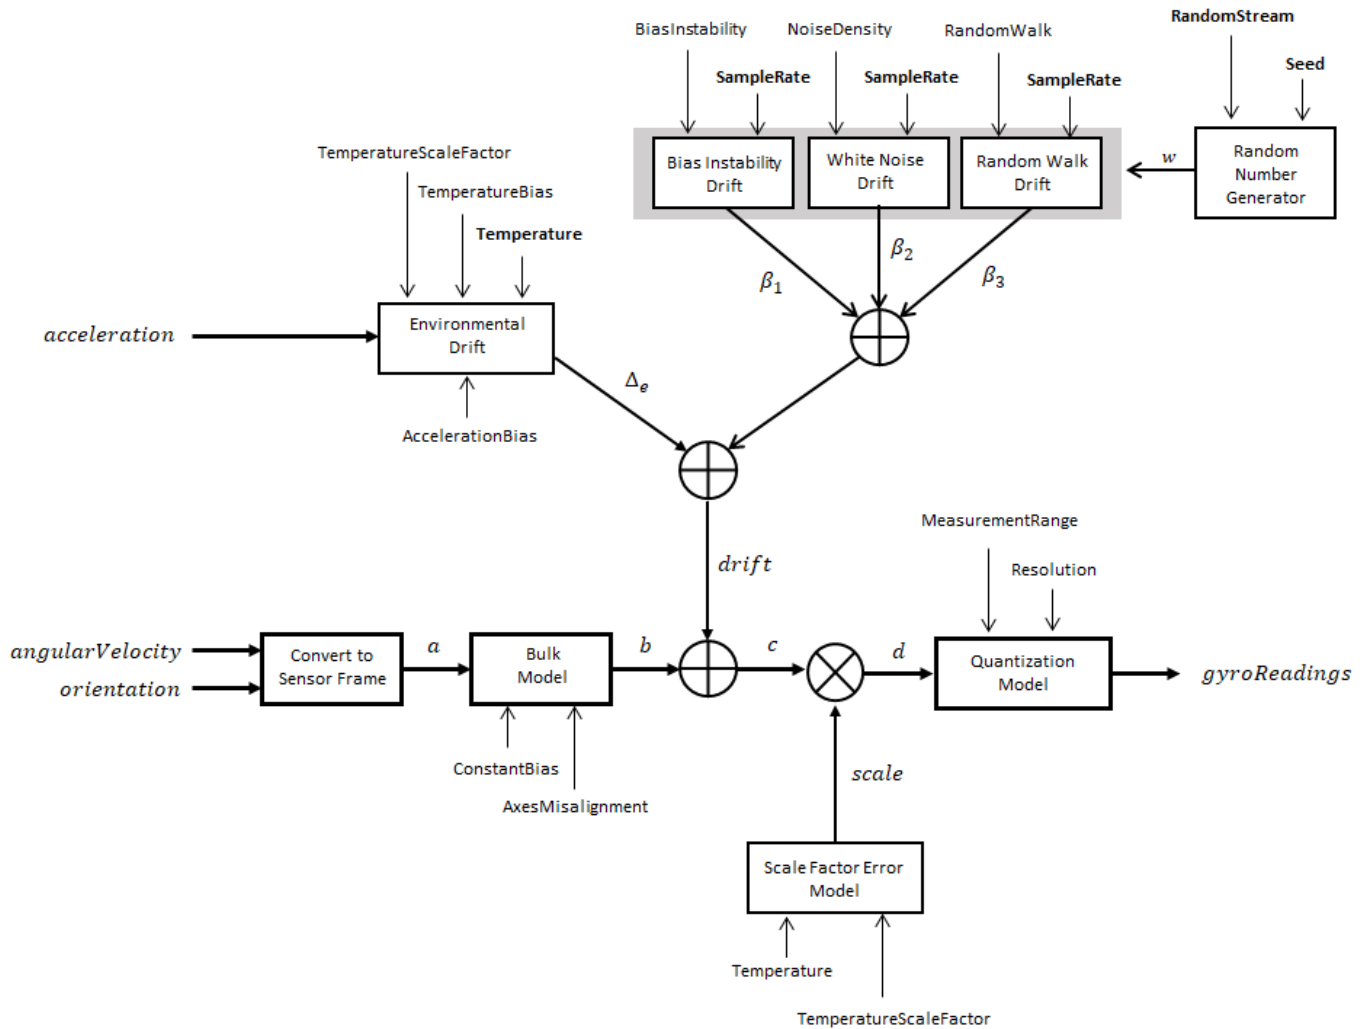 RandomStream
BiasInstability
NoiseDensity
RandomWalk
Seed
SampleRate
SampleRate
SampleRate
TemperatureScaleFactor
Bias Instability
Drift
White Noise
Drift
Random Walk
Drift
w
Random
Number
Generator
TemperatureBias
Temperature
β1
β2
β3
acceleration
Environmental
Drift
Δe
AccelerationBias
MeasurementRange
drift
Resolution
angularVelocity
orientation
Convert to
Sensor Frame
a
Bulk
Model
b
c
d
Quantization
Model
gyroReadings
ConstantBias
AxesMisalignment
scale
Scale Factor Error
Model
Temperature
TemperatureScaleFactor